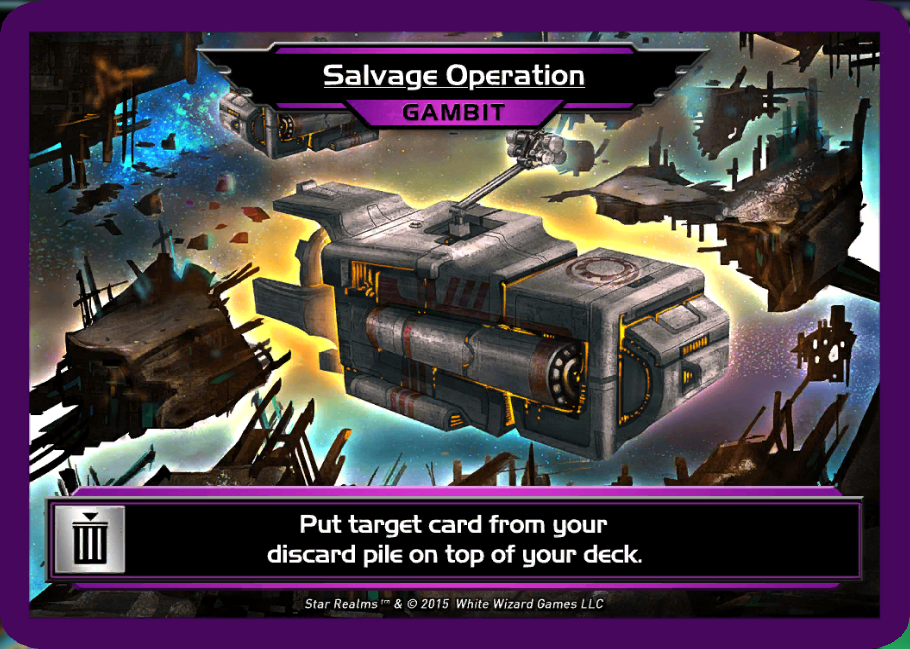 Salvage Operation
GAMBIT
Put target card from your
discard pile on top of your deck.
Star Realms™ & © 2015 White Wizard Games LLC